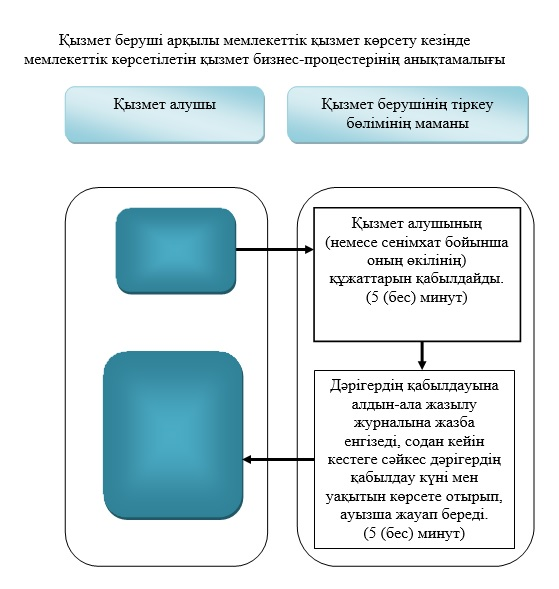 Қызмет беруші арқылы мемлекеттік қызмет көрсету кезінде
мемлекеттік көрсетілетін қызмет бизнес-процестерінің анықтамалығы
Қызмет алушы
Қызмет берушінің тіркеу
бөлімінің маманы
Қызмет алушының
(немесе сенімхат бойынша
оның өкілінің)
құжаттарын қабылдайды.
(5 (бес) минут)
Дәрігердің қабылдауына
алдын-ала жазылу
журналына жазба
енгізеді, содан кейін
кестеге сәйкес дәрігердің
қабылдау күні мен
уақытын көрсете отырып,
ауызша жауап береді.
(5 (бес) минут)